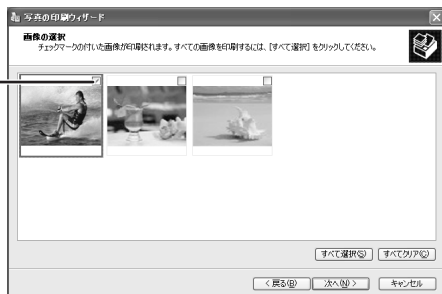 写真の印刷ウィザード
画像の選択
チェックマークの付いた画像が印刷されます。すべての画像を印刷するには、[すべて選択] をクリックしてください。
すべて選択(S)
すべてクリア(C)
< 戻る(B)
次へ(N) >
キャンセル